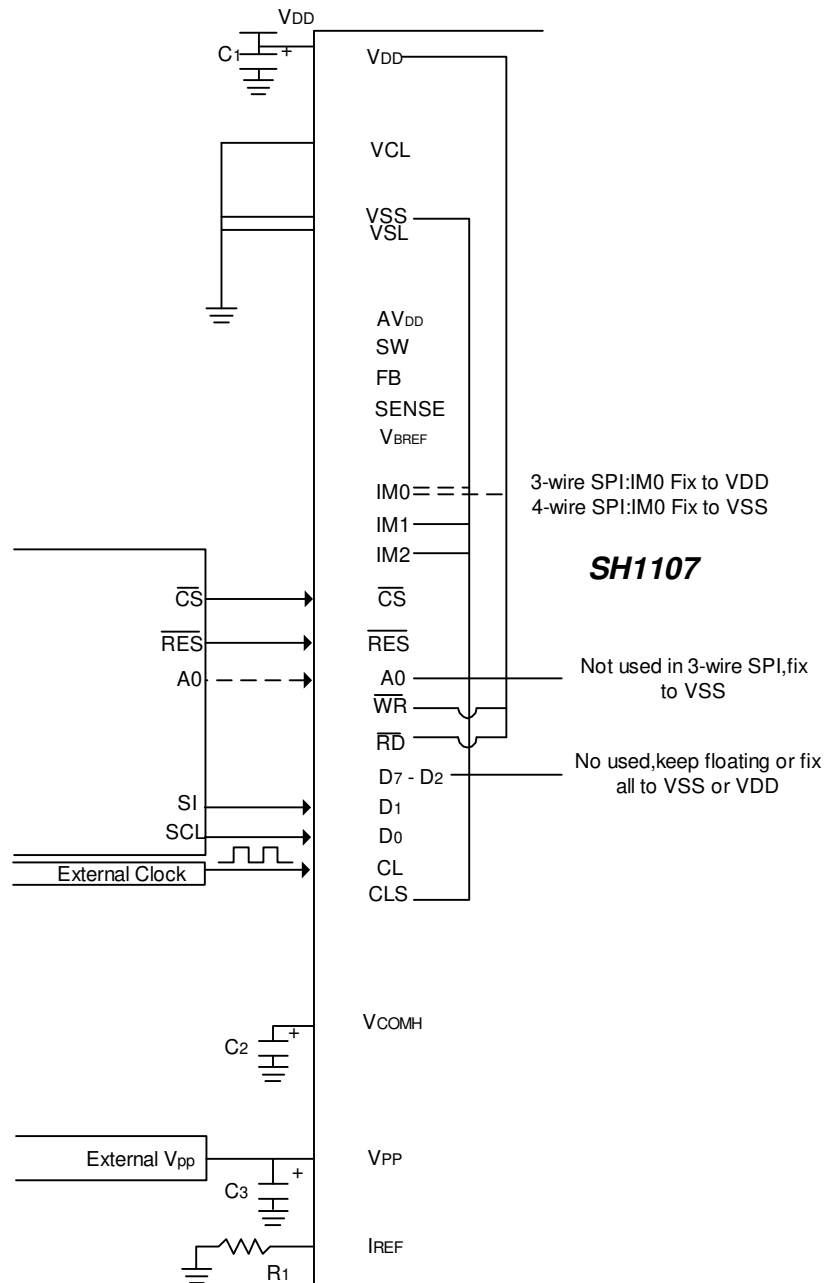 VDD
C1 +
VDD
VCL
VSS
VSL
AVDD
SW
FB
SENSE
VBREF
IM0
3-wire SPI:IM0 Fix to VDD
4-wire SPI:IM0 Fix to VSS
IM1
IM2
SH1107
CS
CS
RES
RES
A0
A0
Not used in 3-wire SPI,fix
to VSS
WR
RD
D7 - D2
No used,keep floating or fix
all to VSS or VDD
SI
D1
SCL
D0
External Clock
CL
CLS
C2 +
VCOMH
External Vpp
VPP
C3 +
IREF
R1